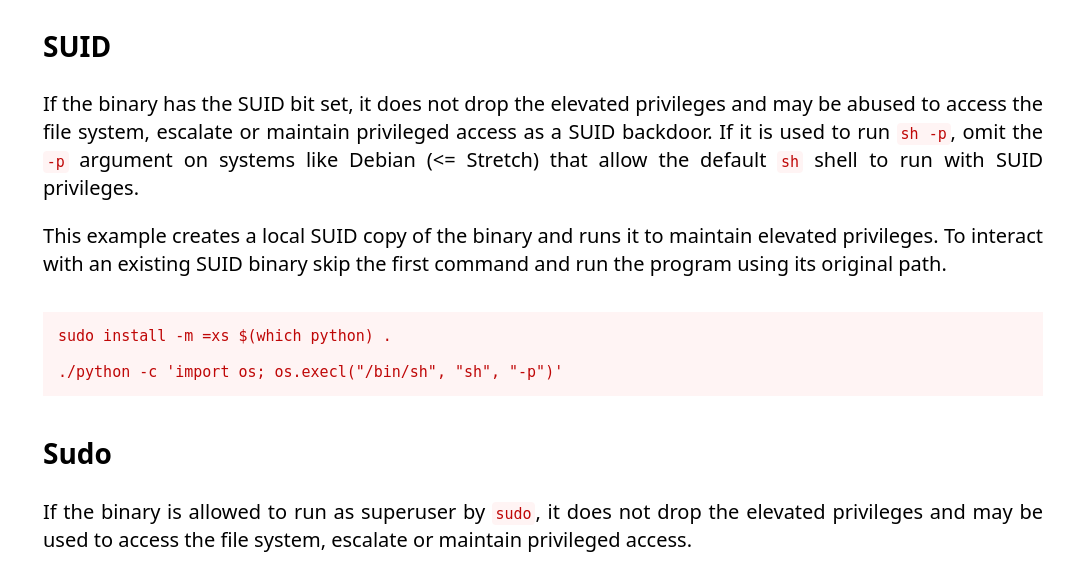 SUID
If the binary has the SUID bit set, it does not drop the elevated privileges and may be abused to access the
file system, escalate or maintain privileged access as a SUID backdoor. If it is used to run sh -p, omit the
-p argument on systems like Debian (<= Stretch) that allow the default sh shell to run with SUID
privileges.
This example creates a local SUID copy of the binary and runs it to maintain elevated privileges. To interact
with an existing SUID binary skip the first command and run the program using its original path.
sudo install -m =xs $(which python) .
./python -c 'import os; os.execl("/bin/sh", "sh", "-p")'
Sudo
If the binary is allowed to run as superuser by sudo, it does not drop the elevated privileges and may be
used to access the file system, escalate or maintain privileged access.